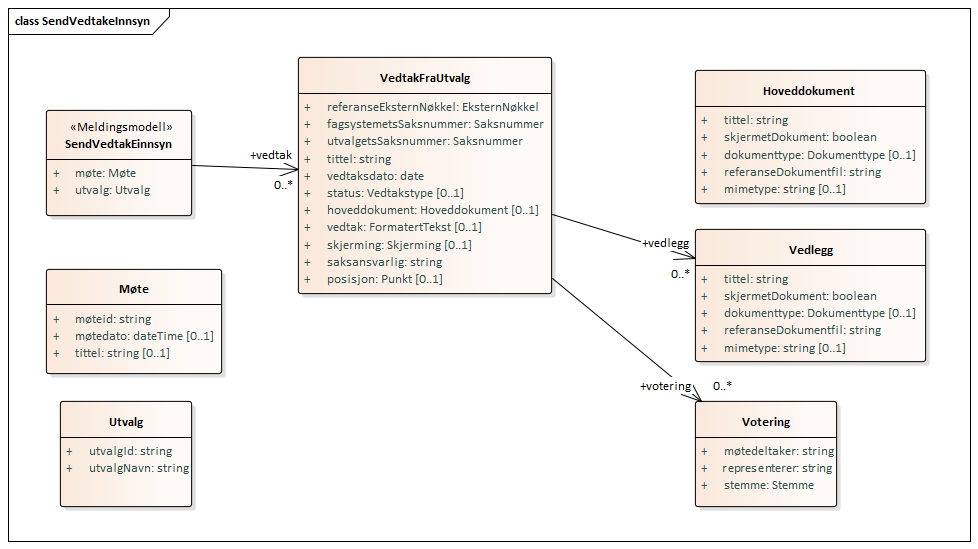 class SendVedtakeInnsyn
«Meldingsmodell»
SendVedtakEinnsyn
+ møte: Møte
+ utvalg: Utvalg
+vedtak
0..*
VedtakFraUtvalg
+ referanseEksternNøkkel: EksternNøkkel
+ fagsystemetsSaksnummer: Saksnummer
+ utvalgetsSaksnummer: Saksnummer
+ tittel: string
+ vedtaksdato: date
+ status: Vedtakstype [0..1]
+ hoveddokument: Hoveddokument [0..1]
+ vedtak: FormatertTekst [0..1]
+ skjerming: Skjerming [0..1]
+ saksansvarlig: string
+ posisjon: Punkt [0..1]
Hoveddokument
+ tittel: string
+ skjermetDokument: boolean
+ dokumenttype: Dokumenttype [0..1]
+ referanseDokumentfil: string
+ mimetype: string [0..1]
+vedlegg
0..*
Vedlegg
+ tittel: string
+ skjermetDokument: boolean
+ dokumenttype: Dokumenttype [0..1]
+ referanseDokumentfil: string
+ mimetype: string [0..1]
Møte
+ møteid: string
+ møtedato: dateTime [0..1]
+ tittel: string [0..1]
+votering
0..*
Utvalg
+ utvalgId: string
+ utvalgNavn: string
Votering
+ møtedeltaker: string
+ representerer: string
+ stemme: Stemme